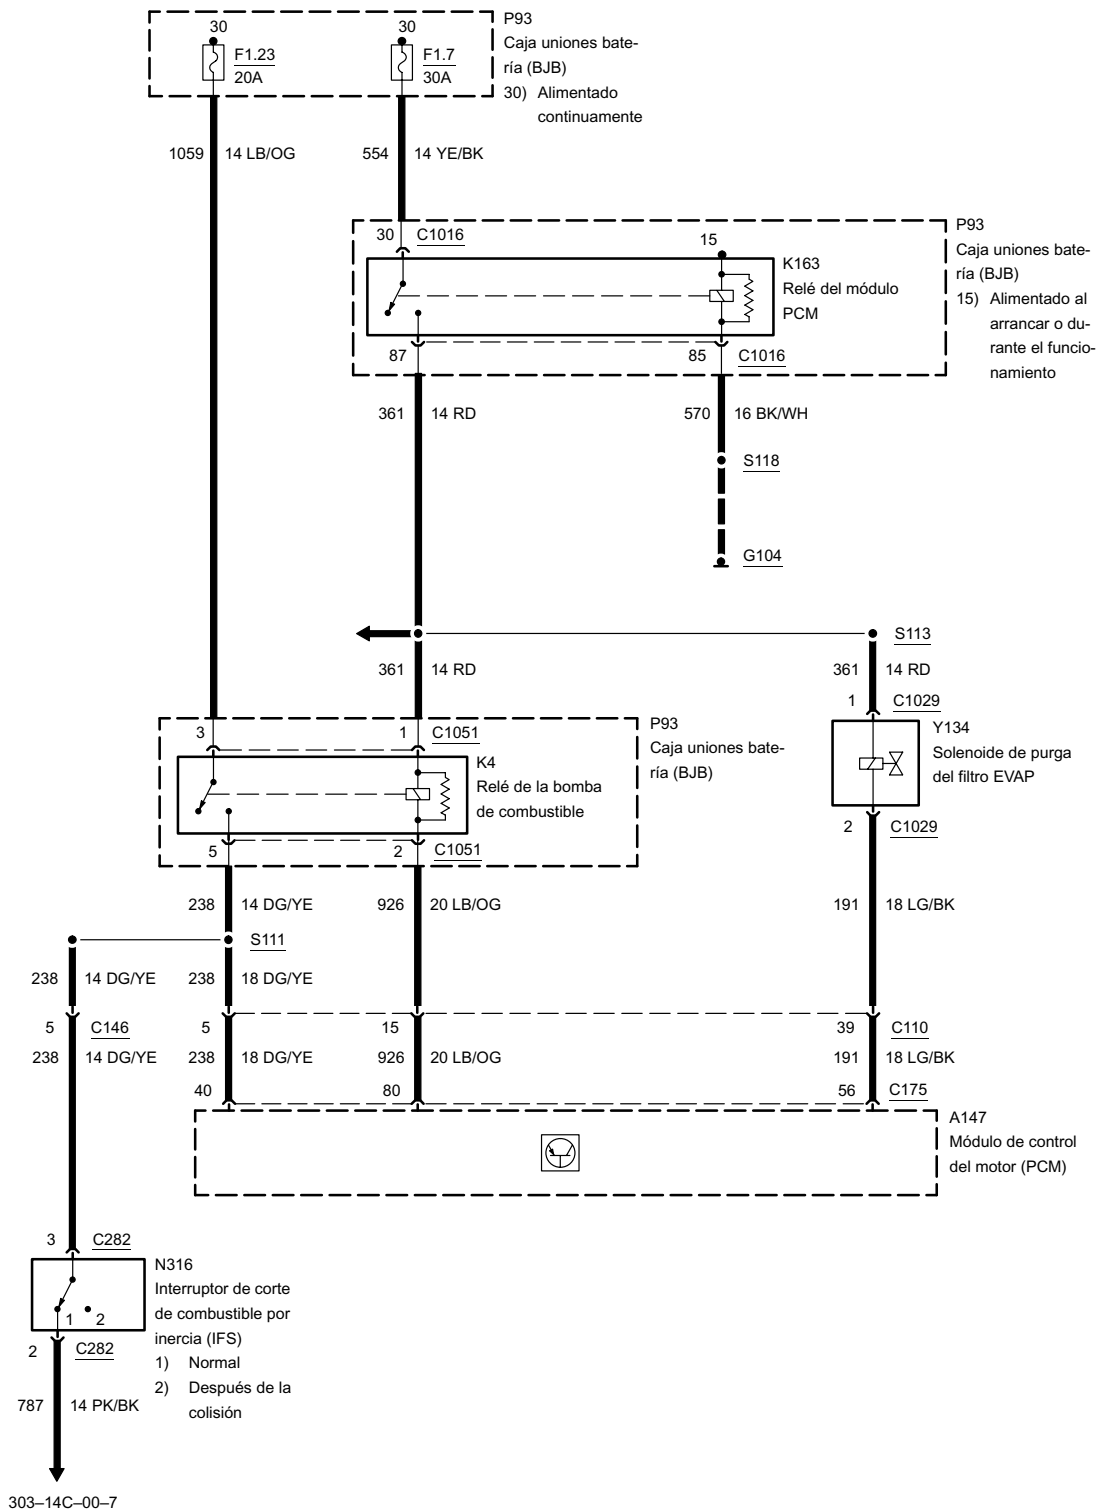 30
F1.23
20A
30
F1.7
30A
P93
Caja uniones bate-
ría (BJB)
30) Alimentado
continuamente
1059 14 LB/OG
554 14 YE/BK
30 C1016
15
K163
Relé del módulo
PCM
P93
Caja uniones bate-
ría (BJB)
15) Alimentado al
arrancar o du-
rante el funcio-
namiento
87
85 C1016
361 14 RD
570 16 BK/WH
S118
G104
S113
361 14 RD
361 14 RD
1 C1029
3
1 C1051
P93
Caja uniones bate-
ría (BJB)
K4
Relé de la bomba
de combustible
Y134
Solenoide de purga
del filtro EVAP
5
2 C1051
2 C1029
238 14 DG/YE
926 20 LB/OG
191 18 LG/BK
S111
238 14 DG/YE
238 18 DG/YE
5 C146
5
15
39 C110
238 14 DG/YE
238 18 DG/YE
926 20 LB/OG
191 18 LG/BK
40
80
56 C175
A147
Módulo de control
del motor (PCM)
3 C282
N316
Interruptor de corte
de combustible por
inercia (IFS)
1) Normal
2) Después de la
colisión
1 2
2 C282
787 14 PK/BK
303–14C–00–7